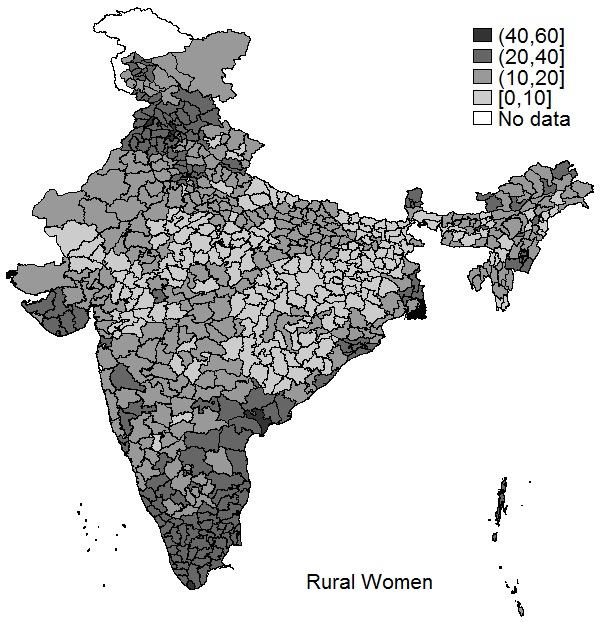 (40,60]
(20,40]
(10,20]
[0,10]
No data
Rural Women